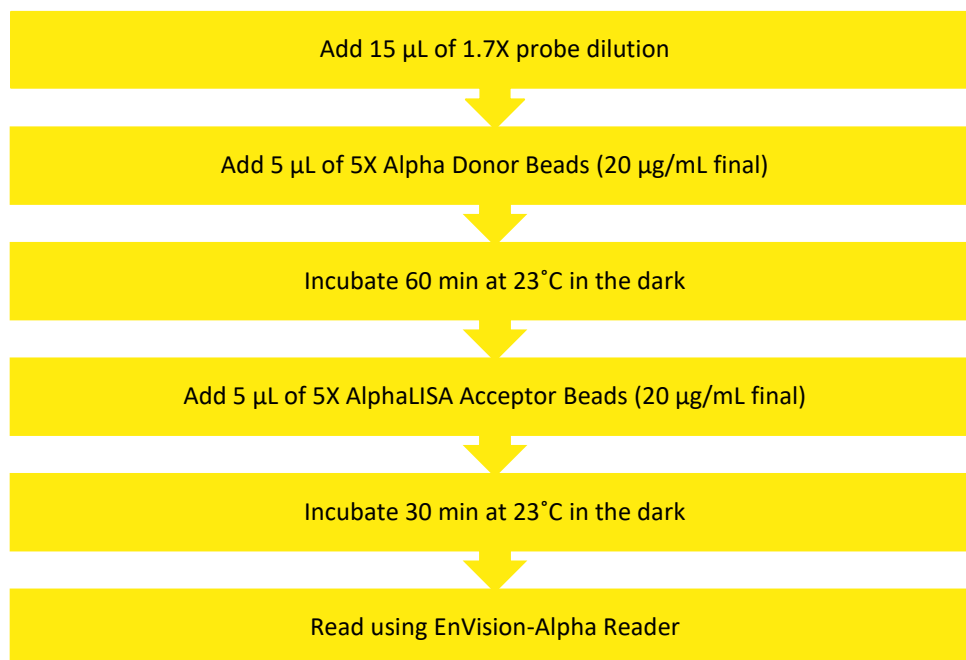 Add 15 µL of 1.7X probe dilution
Add 5 µL of 5X Alpha Donor Beads (20 µg/mL final)
Incubate 60 min at 23˚C in the dark
Add 5 µL of 5X AlphaLISA Acceptor Beads (20 µg/mL final)
Incubate 30 min at 23˚C in the dark
Read using EnVision-Alpha Reader